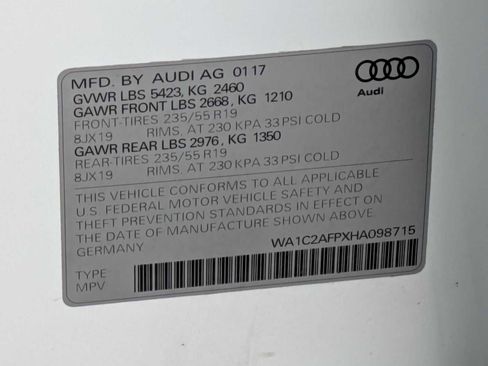 MFD. BY AUDI AG 01 17
GVWR LBS 5423, KG 2460
GAWR FRONT LBS 2668, KG 1210
FRONT-TIRES 235/55 R19
8JX19 RIMS, AT 230 KPA 33 PSI COLD
GAWR REAR LBS 2976, KG 1350
REAR-TIRES 235/55 R19
8JX19 RIMS, AT 230 KPA 33 PSI COLD
THIS VEHICLE CONFORMS TO ALL APPLICABLE
U.S. FEDERAL MOTOR VEHICLE SAFETY AND
THEFT PREVENTION STANDARDS IN EFFECT ON
THE DATE OF MANUFACTURE SHOWN ABOVE.
GERMANY
WA1C2AFPXHA098715
TYPE
MPV
Audi